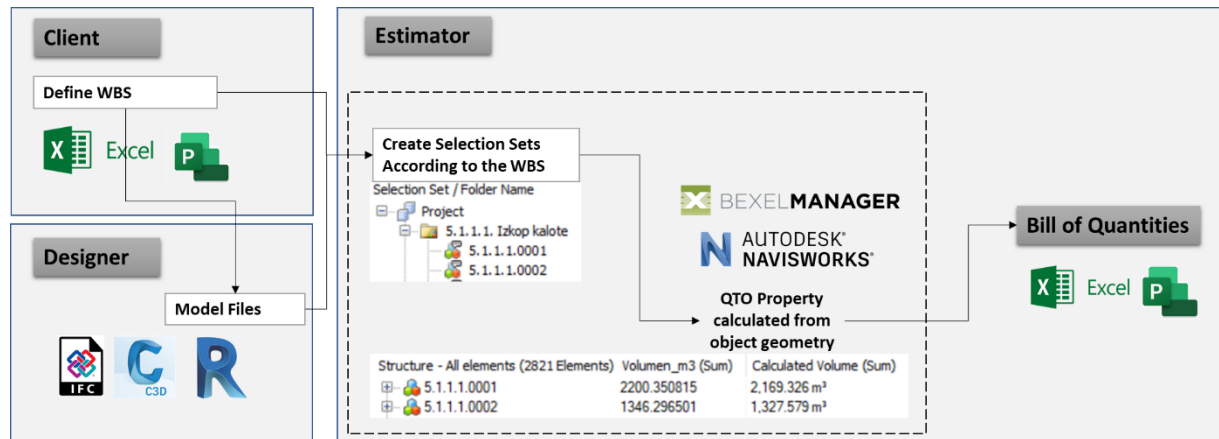 Client
Define WBS
Excel
P
Designer
Model Files
IFC
C3D
R
Estimator
Create Selection Sets
According to the WBS
Selection Set / Folder Name
Project
5.1.1.1. Izkop kalote
5.1.1.1.0001
5.1.1.1.0002
BEXELMANAGER
AUTODESK®
NAVISWORKS®
QTO Property
calculated from
object geometry
Structure - All elements (2821 Elements) Volumen_m3 (Sum) Calculated Volume (Sum)
5.1.1.1.0001 2200.350815 2,169.326 m³
5.1.1.1.0002 1346.296501 1,327.579 m³
Bill of Quantities
Excel
P